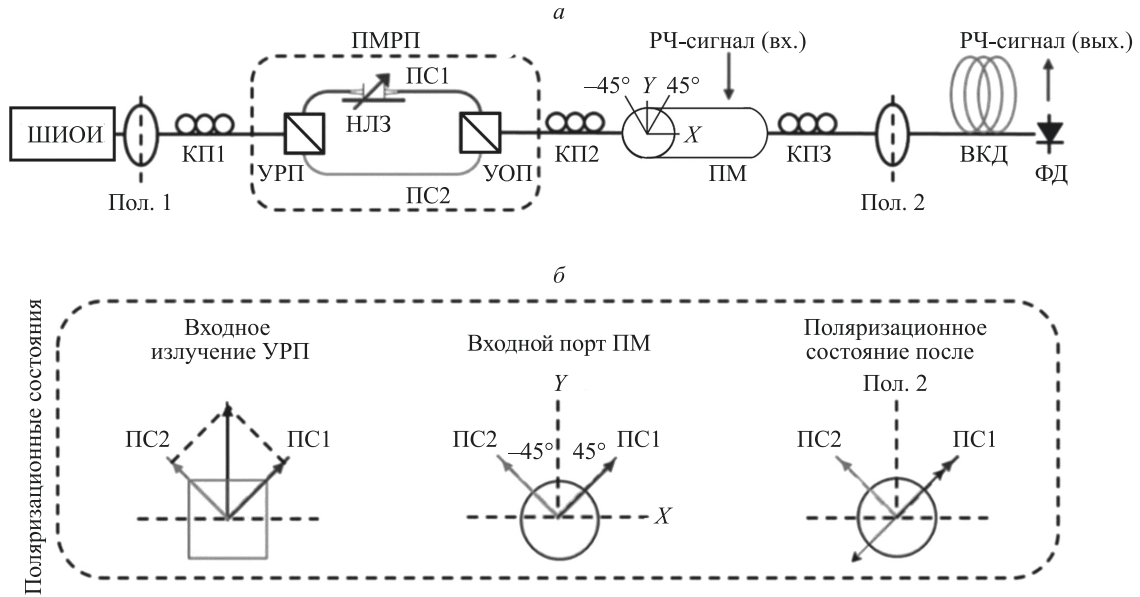 а
ПМРП
РЧ-сигнал (вх.)
РЧ-сигнал (вых.)
ПС1
–45°
Y
45°
ШИОИ
НЛЗ
X
КП1
КП2
КП3
УРП
УОП
ПМ
ВКД
ФД
Пол. 1
ПС2
Пол. 2
б
Поляризационные состояния
Входное
излучение УРП
Входной порт ПМ
Поляризационное
состояние после
Пол. 2
Y
ПС2
ПС1
ПС2
–45°
45°
ПС1
ПС2
ПС1
X